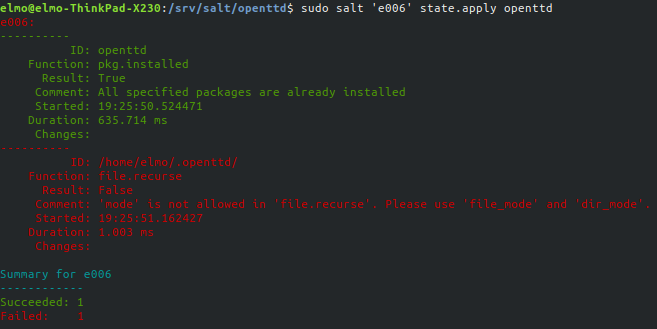 elmo@elmo-ThinkPad-X230:/srv/salt/openttd$ sudo salt 'e006' state.apply openttd
e006:
----------
ID: openttd
Function: pkg.installed
Result: True
Comment: All specified packages are already installed
Started: 19:25:50.524471
Duration: 635.714 ms
Changes:
----------
ID: /home/elmo/.openttd/
Function: file.recurse
Result: False
Comment: 'mode' is not allowed in 'file.recurse'. Please use 'file_mode' and 'dir_mode'.
Started: 19:25:51.162427
Duration: 1.003 ms
Changes:
Summary for e006
------------
Succeeded: 1
Failed: 1